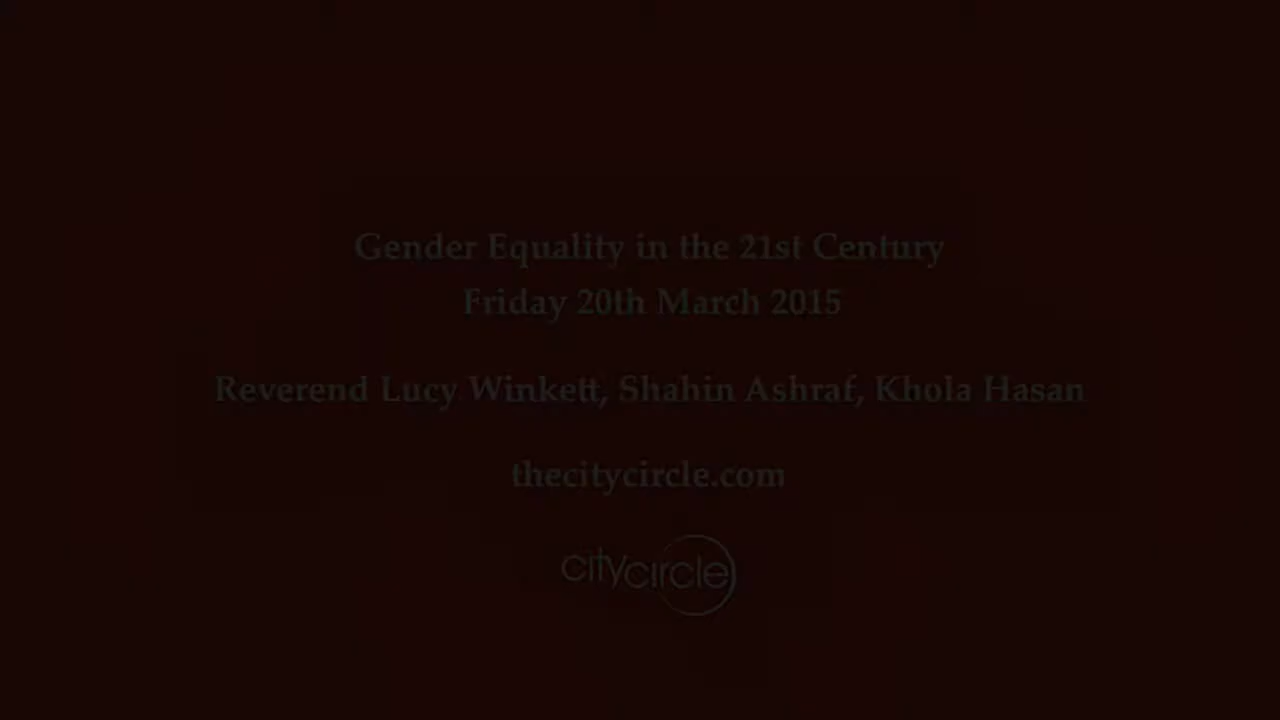 Gender Equality in the 21st Century
Friday 20th March 2015
Reverend Lucy Winkett, Shahin Ashraf, Khola Hasan
thecitycircle.com
citycircle